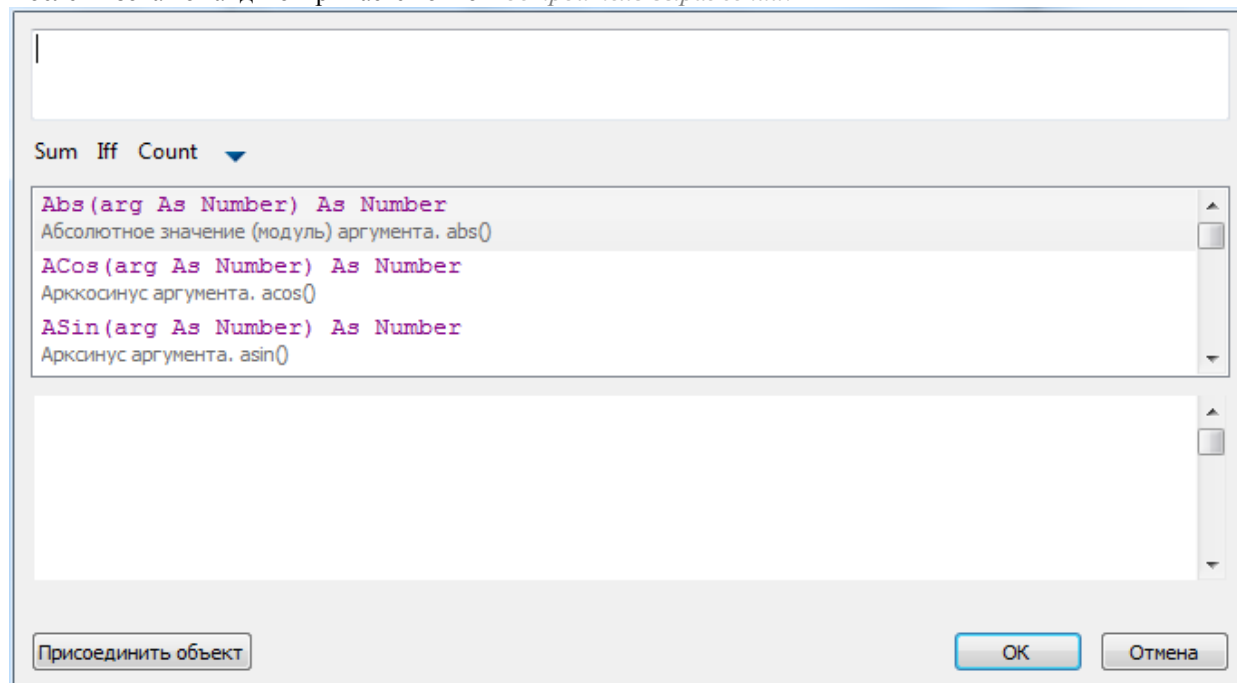 Sum Iff Count
Abs(arg As Number) As Number
Абсолютное значение (модуль) аргумента. abs()
ACos(arg As Number) As Number
Арккосинус аргумента. acos()
ASin(arg As Number) As Number
Арксинус аргумента. asin()
Присоединить объект OK Отмена